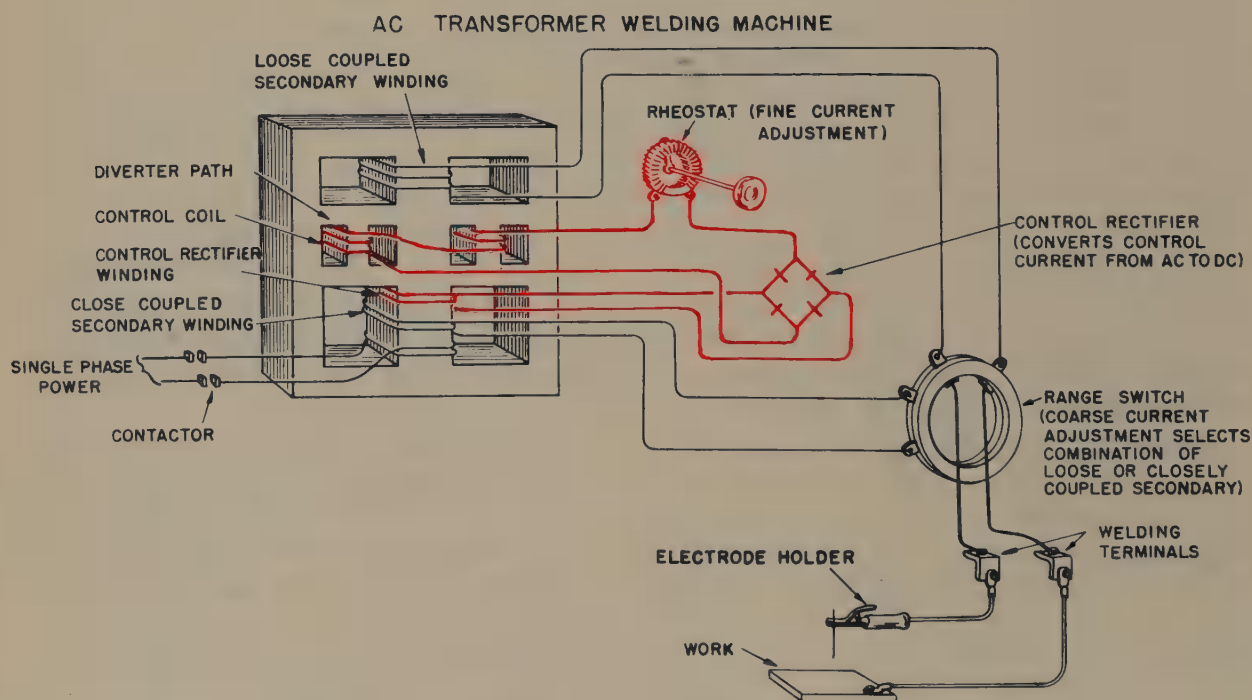 AC TRANSFORMER WELDING MACHINE
LOOSE COUPLED
SECONDARY WINDING
RHEOSTAT (FINE CURRENT
ADJUSTMENT)
DIVERTER PATH
CONTROL COIL
CONTROL RECTIFIER
WINDING
CLOSE COUPLED
SECONDARY WINDING
SINGLE PHASE
POWER
CONTACTOR
CONTROL RECTIFIER
(CONVERTS CONTROL
CURRENT FROM AC TO DC)
RANGE SWITCH
(COARSE CURRENT
ADJUSTMENT SELECTS
COMBINATION OF
LOOSE OR CLOSELY
COUPLED SECONDARY)
WELDING
TERMINALS
ELECTRODE HOLDER
WORK